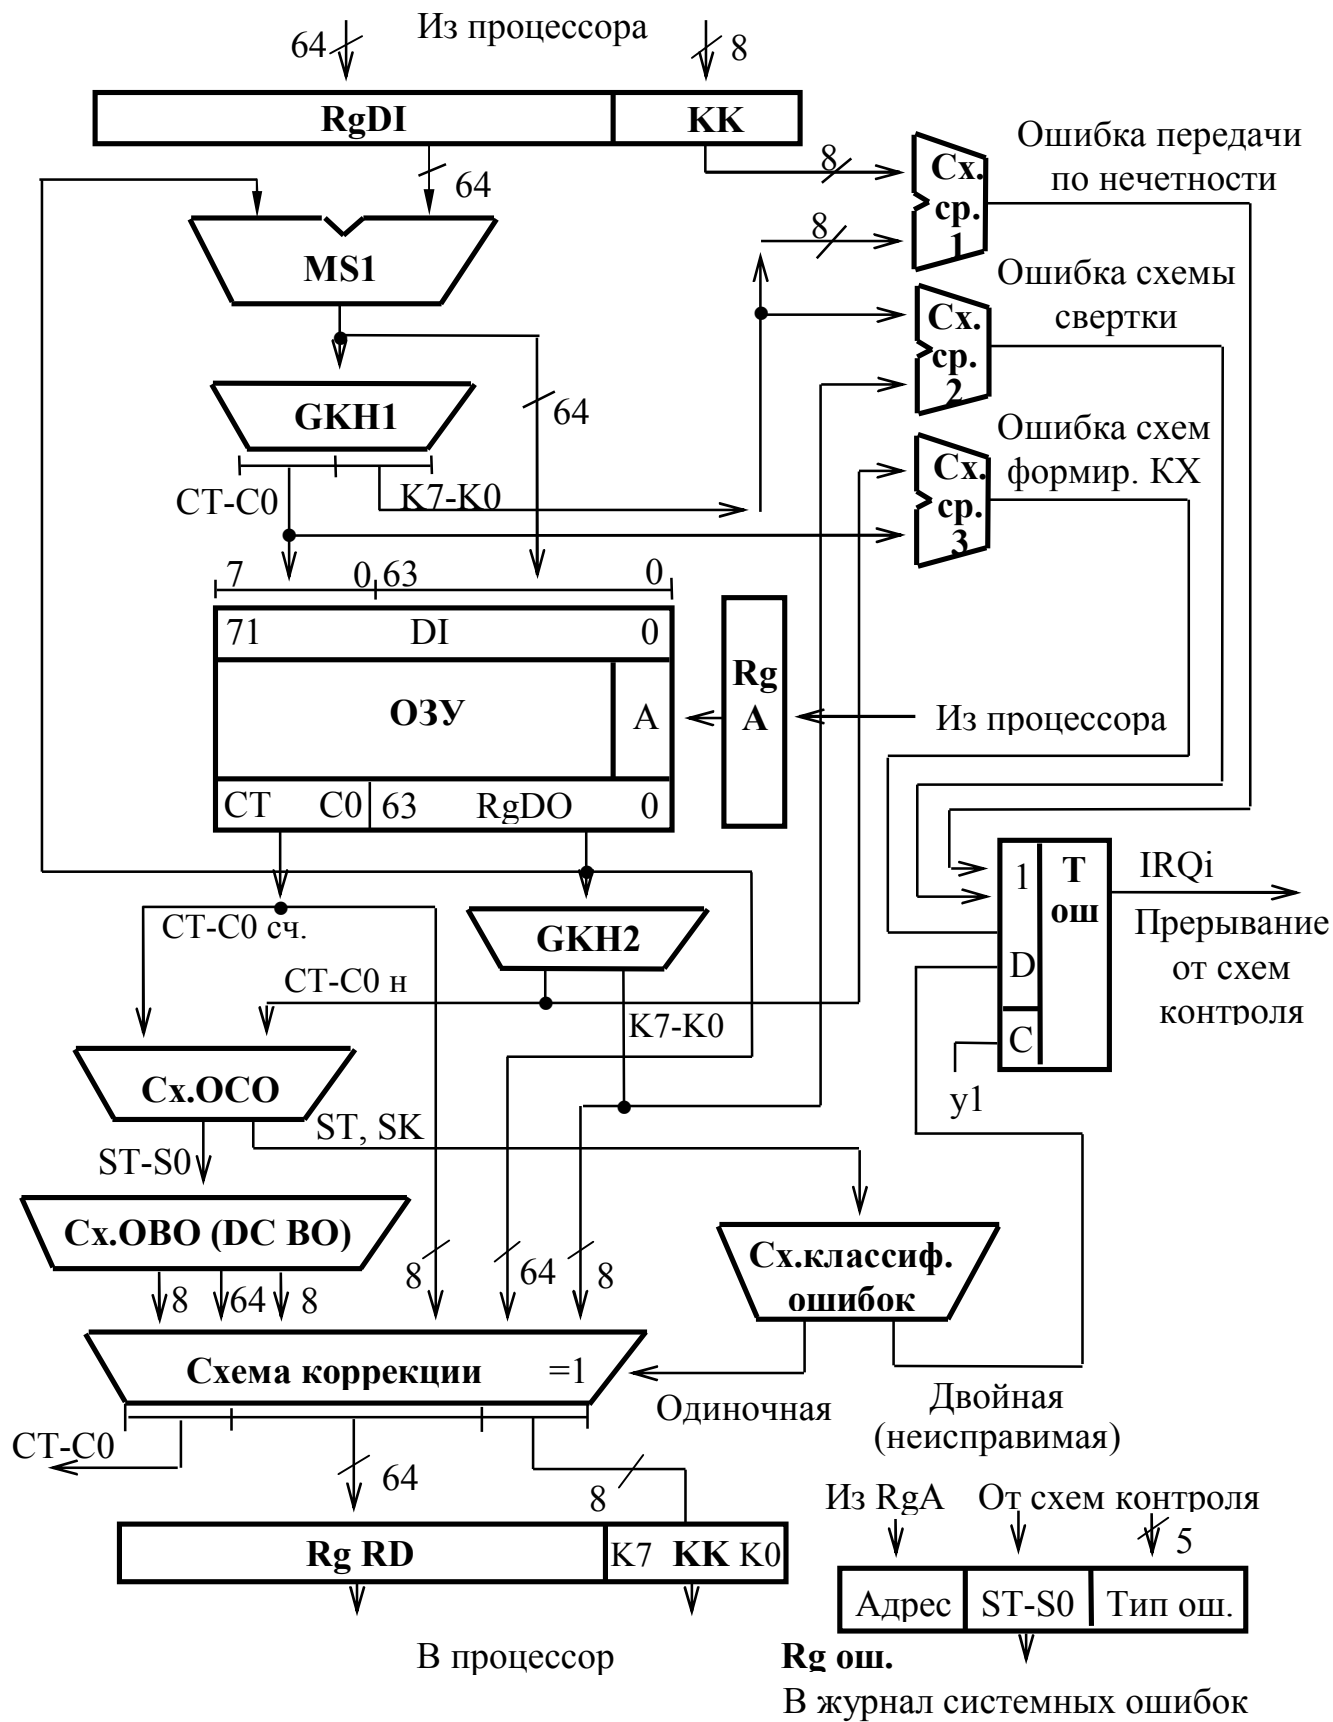 Из процессора
64
8
RgDI
KK
64
8
Ошибка передачи
по нечетности
Сх.
ср.
1
8
MS1
Ошибка схемы
свертки
Сх.
ср.
2
GKH1
64
Ошибка схем
формир. КХ
Сх.
ср.
3
CT-C0
K7-K0
7 0 63 0
71 DI 0
Rg
A
ОЗУ
A
Из процессора
CT C0 63 RgDO 0
1
D
C
T
ош
IRQi
Прерывание
от схем
контроля
y1
CT-C0 сч.
GKH2
CT-C0 н
K7-K0
Сх.ОСО
ST, SK
ST-S0
Сх.ОВО (DC ВО)
8 64 8
8 64 8
Сх.классиф.
ошибок
Схема коррекции =1
Одиночная
Двойная
(неисправимая)
CT-C0
64
8
Из RgA От схем контроля
5
Rg RD
K7 KK K0
Адрес ST-S0 Тип ош.
В процессор
Rg ош.
В журнал системных ошибок